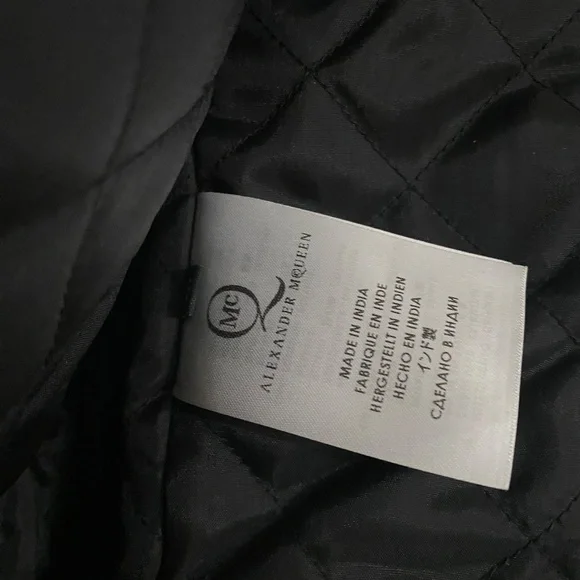 McQ
ALEXANDER MCQUEEN
MADE IN INDIA
FABRIQUE EN INDE
HERGESTELLT IN INDIEN
HECHO EN INDIA
インド製
СДЕЛАНО В ИНДИИ